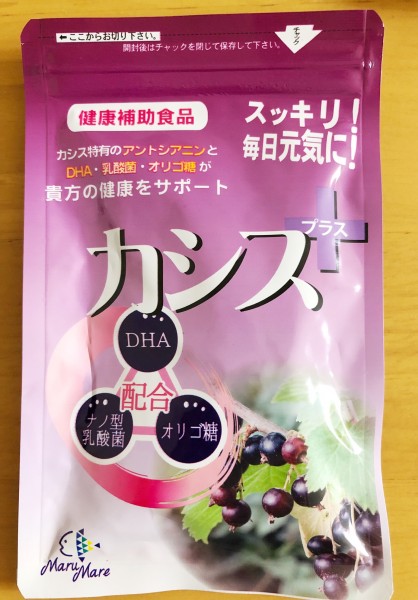 ←ここからお切り下さい。
開封後はチャックを閉じて保存して下さい。
チャック
健康補助食品
スッキリ!
毎日元気に!
カシス特有のアントシアニンと
DHA・乳酸菌・オリゴ糖が
貴方の健康をサポート
カシス
プラス
DHA
配合
ナノ型
乳酸菌
オリゴ糖
Maru Mare